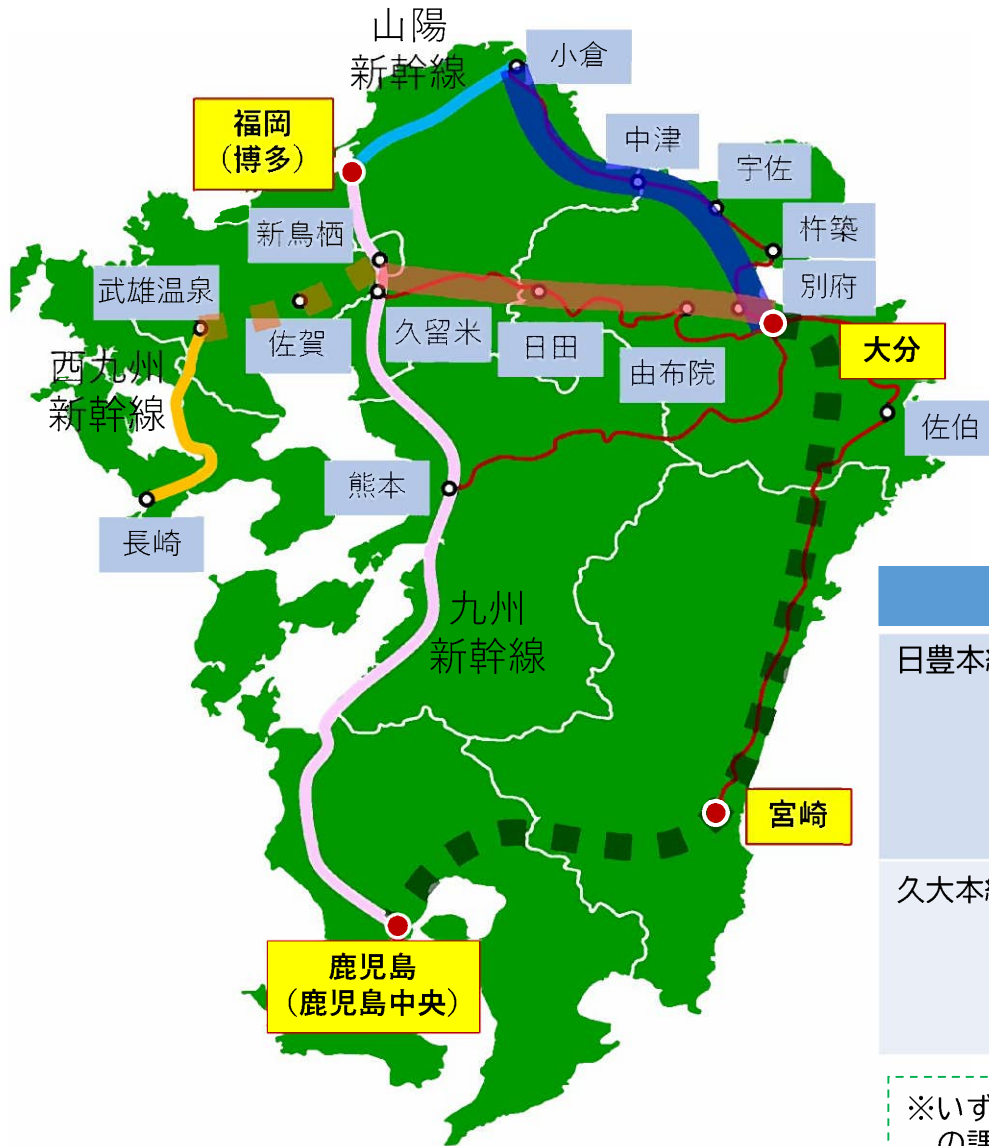 山陽
新幹線
小倉
福岡
（博多）
中津
宇佐
新鳥栖
杵築
武雄温泉
別府
佐賀
久留米
日田
大分
西九州
新幹線
由布院
佐伯
熊本
長崎
九州
新幹線
日豊本
宮崎
久大本
鹿児島
（鹿児島中央）
※いず
の課